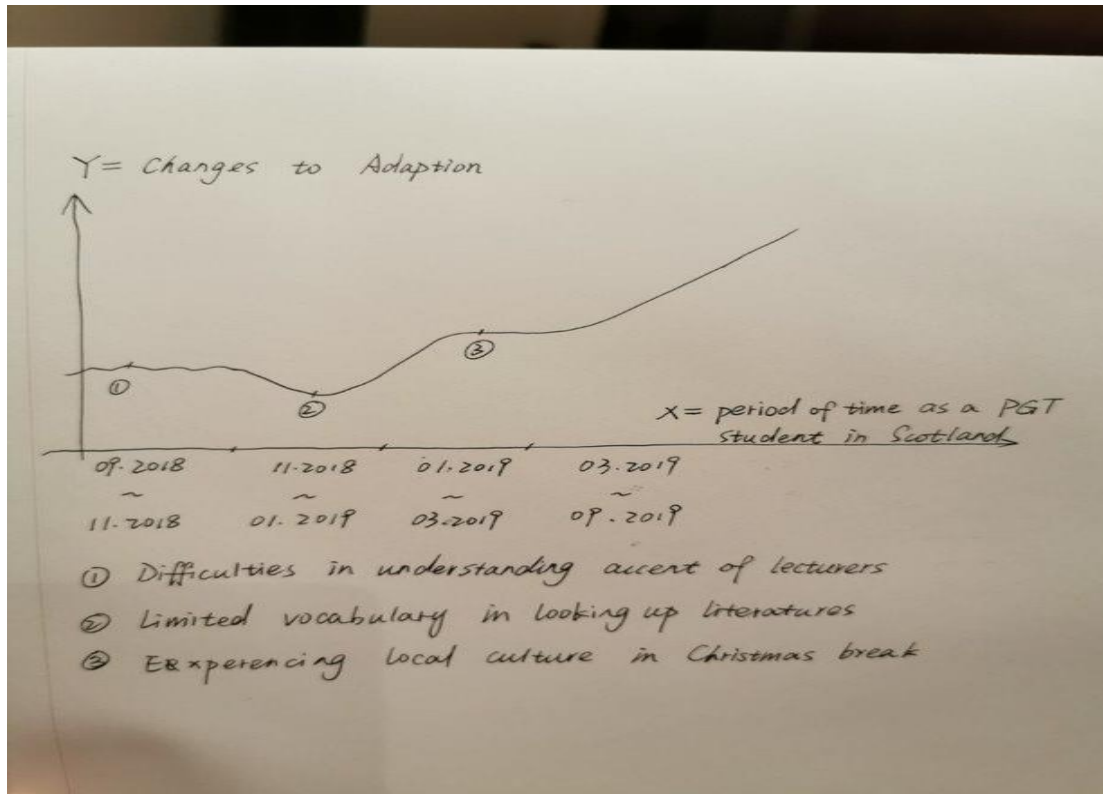 Y= Changes to Adaption
①
②
③
X= period of time as a PGT
student in Scotland
09.2018 11.2018 01.2019 03.2019
~ ~ ~ ~
11.2018 01.2019 03.2019 09.2019
① Difficulties in understanding accent of lecturers
② Limited vocabulary in looking up literatures
③ Experencing local culture in Christmas break